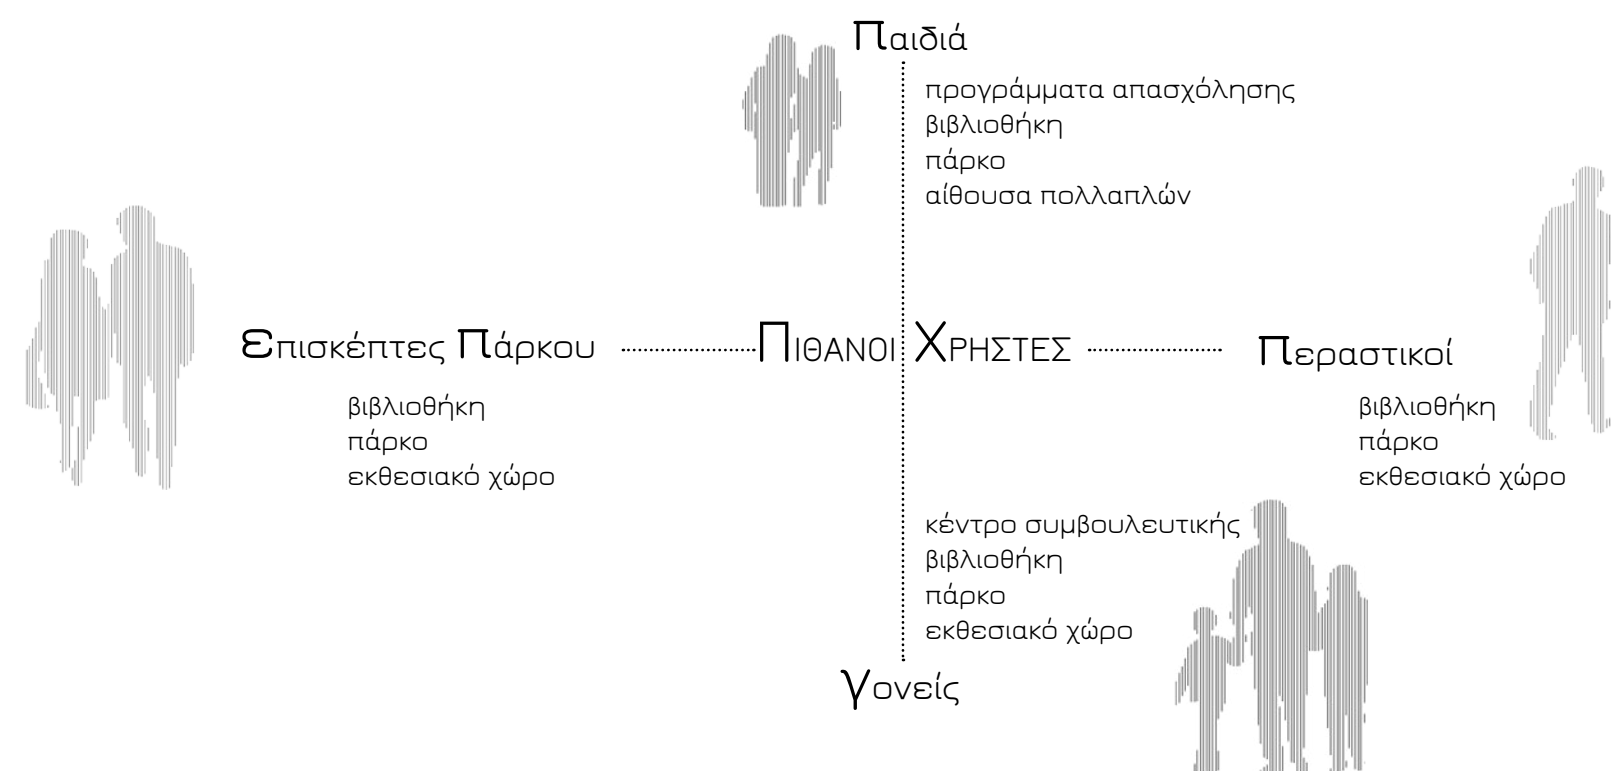 Παιδιά
προγράμματα απασχόλησης
βιβλιοθήκη
πάρκο
αίθουσα πολλαπλών
επισκέπτες πάρκου
ΠΙΘΑΝΟΙ ΧΡΗΣΤΕΣ
περαστικοί
βιβλιοθήκη
πάρκο
εκθεσιακό χώρο
βιβλιοθήκη
πάρκο
εκθεσιακό χώρο
κέντρο συμβουλευτικής
βιβλιοθήκη
πάρκο
εκθεσιακό χώρο
γονείς